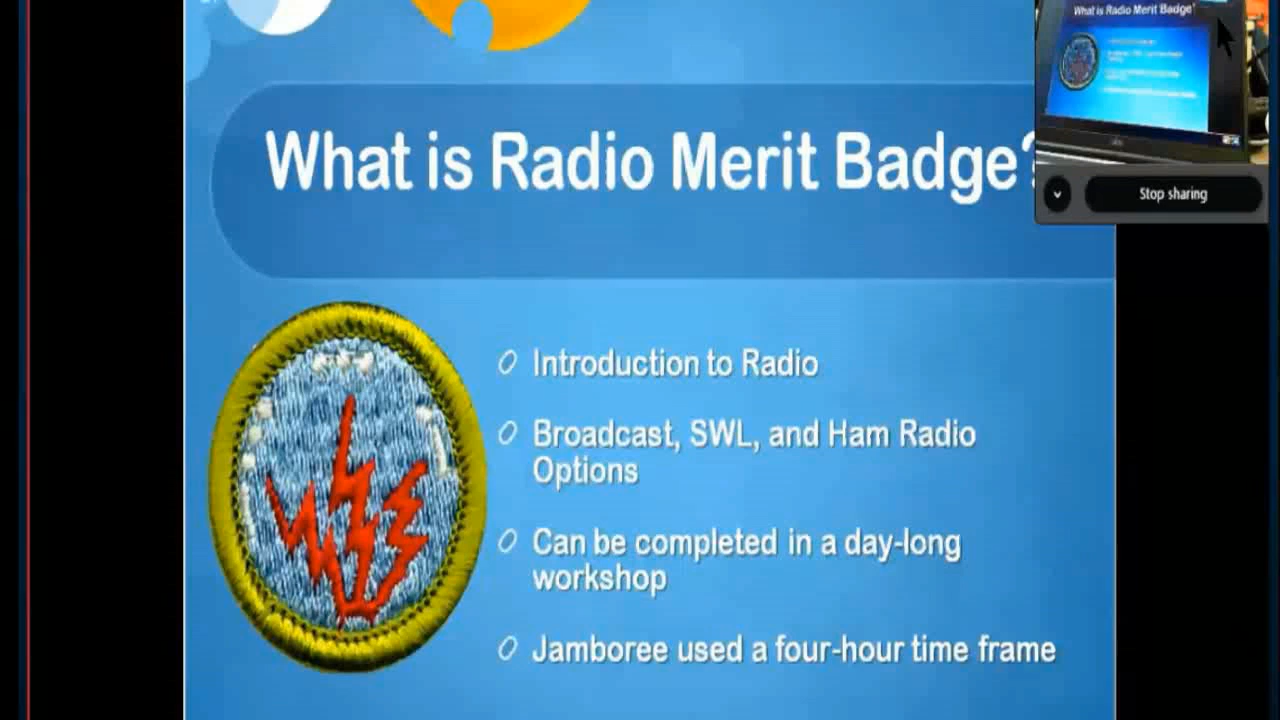 What is Radio Merit Badge?
What is Radio Merit Badge?
Stop sharing
Introduction to Radio
Broadcast, SWL, and Ham Radio
Options
Can be completed in a day-long
workshop
Jamboree used a four-hour time frame